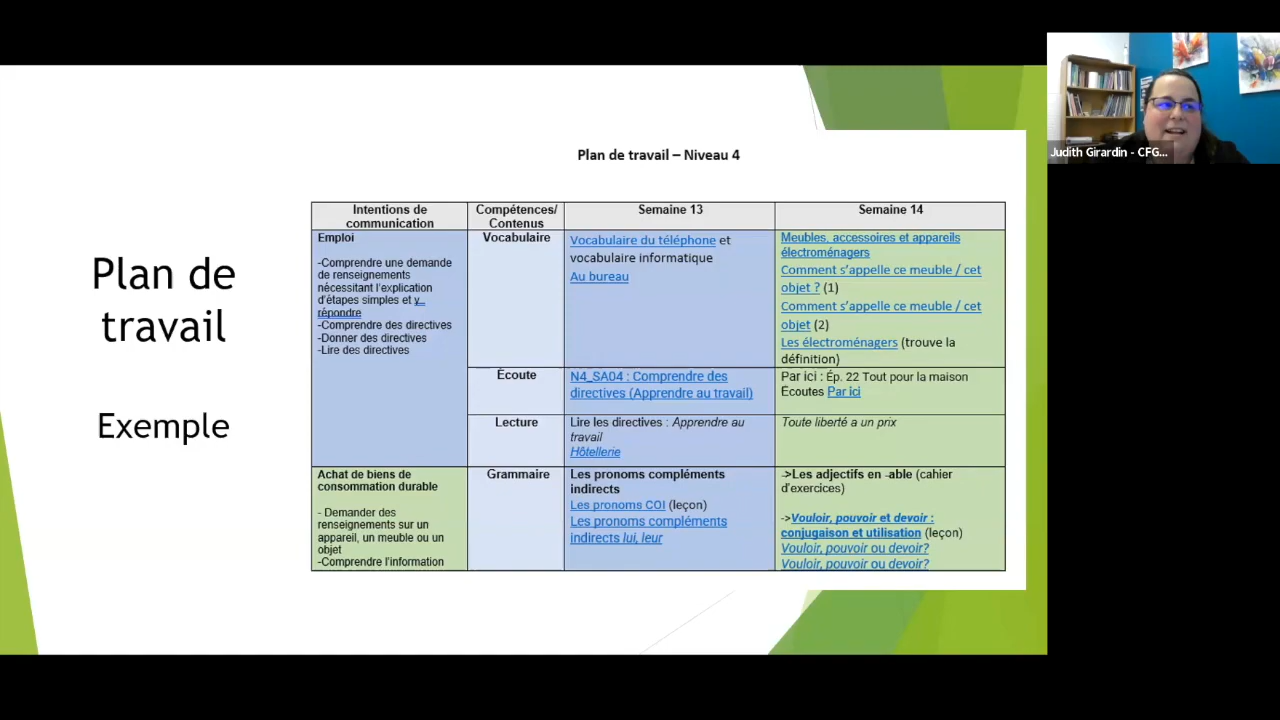 Plan de
travail
Exemple
Plan de travail – Niveau 4
Intentions de
communication
Compétences/
Contenus
Semaine 13
Semaine 14
Emploi
-Comprendre une demande
de renseignements
nécessitant l'explication
d'étapes simples et y
répondre
-Comprendre des directives
-Donner des directives
-Lire des directives
Vocabulaire
Vocabulaire du téléphone et
vocabulaire informatique
Au bureau
Meubles, accessoires et appareils
électroménagers
Comment s'appelle ce meuble / cet
objet ? (1)
Comment s'appelle ce meuble / cet
objet (2)
Les électroménagers (trouve la
définition)
Écoute
N4_SA04 : Comprendre des
directives (Apprendre au travail)
Par ici : Ép. 22 Tout pour la maison
Écoutes Par ici
Lecture
Lire les directives : Apprendre au
travail
Hôtellerie
Toute liberté a un prix
Achat de biens de
consommation durable
- Demander des
renseignements sur un
appareil, un meuble ou un
objet
-Comprendre l'information
Grammaire
Les pronoms compléments
indirects
Les pronoms COI (leçon)
Les pronoms compléments
indirects lui, leur
->Les adjectifs en -able (cahier
d'exercices)
->Vouloir, pouvoir et devoir :
conjugaison et utilisation (leçon)
Vouloir, pouvoir ou devoir?
Vouloir, pouvoir ou devoir?
Judith Girardin - CFG...